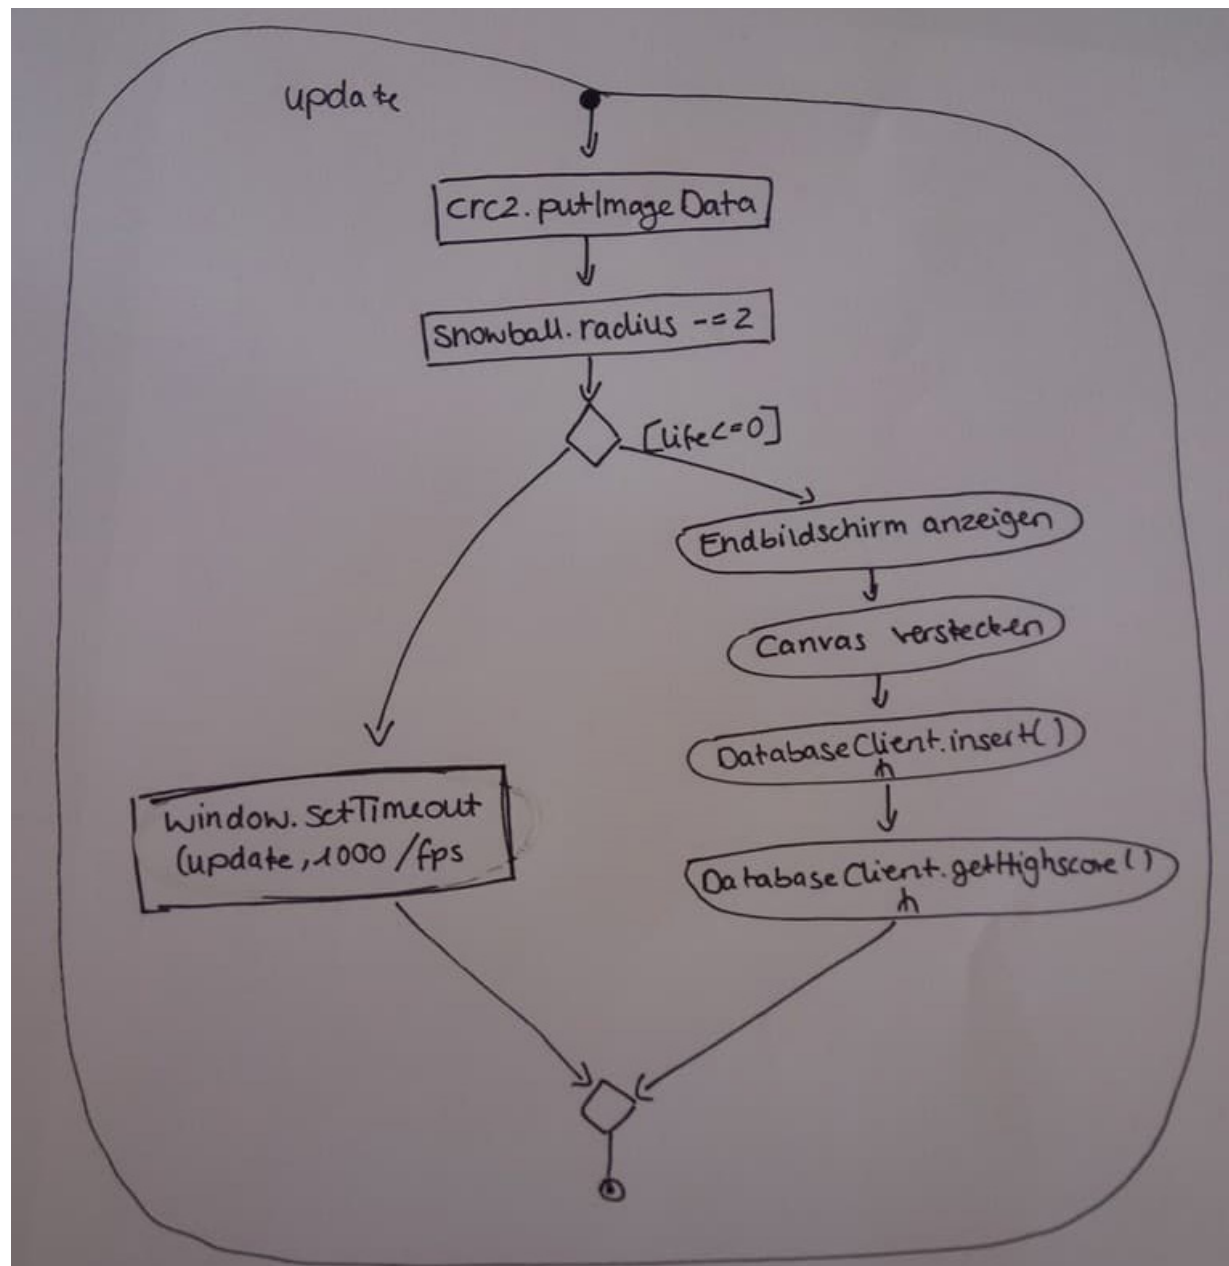 update
crc2.putImageData
Snowball.radius -=2
[life<=0]
Endbildschirm anzeigen
Canvas verstecken
DatabaseClient.insert()
window.setTimeout
(update,1000/fps
DatabaseClient.getHighscore()